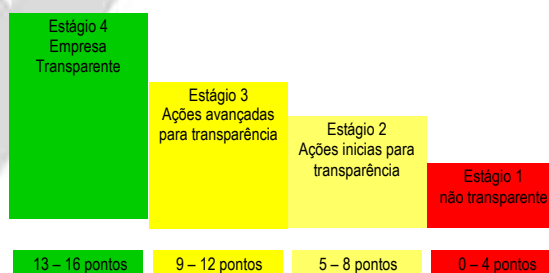 Estágio 4
Empresa
Transparente
Estágio 3
Ações avançadas
para transparência
Estágio 2
Ações inicias para
transparência
Estágio 1
não transparente
13 – 16 pontos
9 – 12 pontos
5 – 8 pontos
0 – 4 pontos